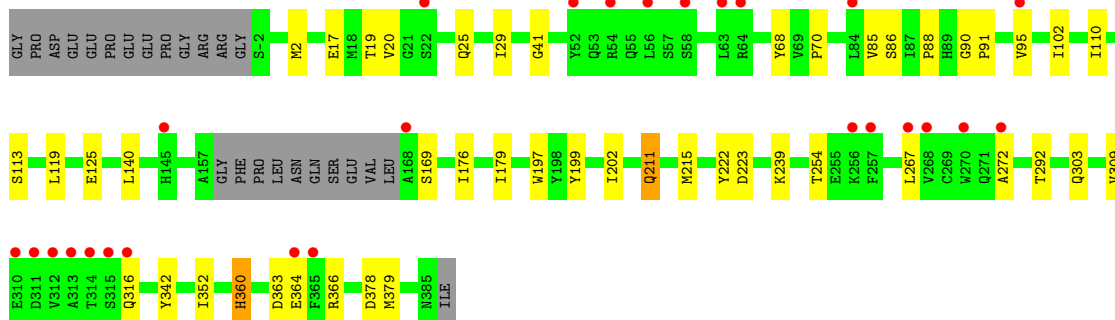 GLY PRO ASP GLU GLU PRO GLU GLU PRO GLY ARG ARG GLY S-2 M2 E17 M18 T19 V20 G21 S22 Q25 I29 G41 Y52 Q53 R54 Q55 L56 S57 S58 L63 R64 Y68 V69 P70 L84 V85 S86 I87 P88 H89 G90 P91 V95 I102 I110
S113 L119 E125 L140 H145 A157 GLY PHE PRO LEU ASN GLN SER GLU VAL LEU A168 S169 I176 I179 W197 Y198 Y199 I202 Q211 M215 Y222 D223 K239 T254 E255 K256 F257 L267 V268 C269 W270 Q271 A272 T292 Q303 V309
E310 D311 V312 A313 T314 S315 Q316 Y342 I352 H360 D363 E364 F365 R366 D378 M379 N385 ILE